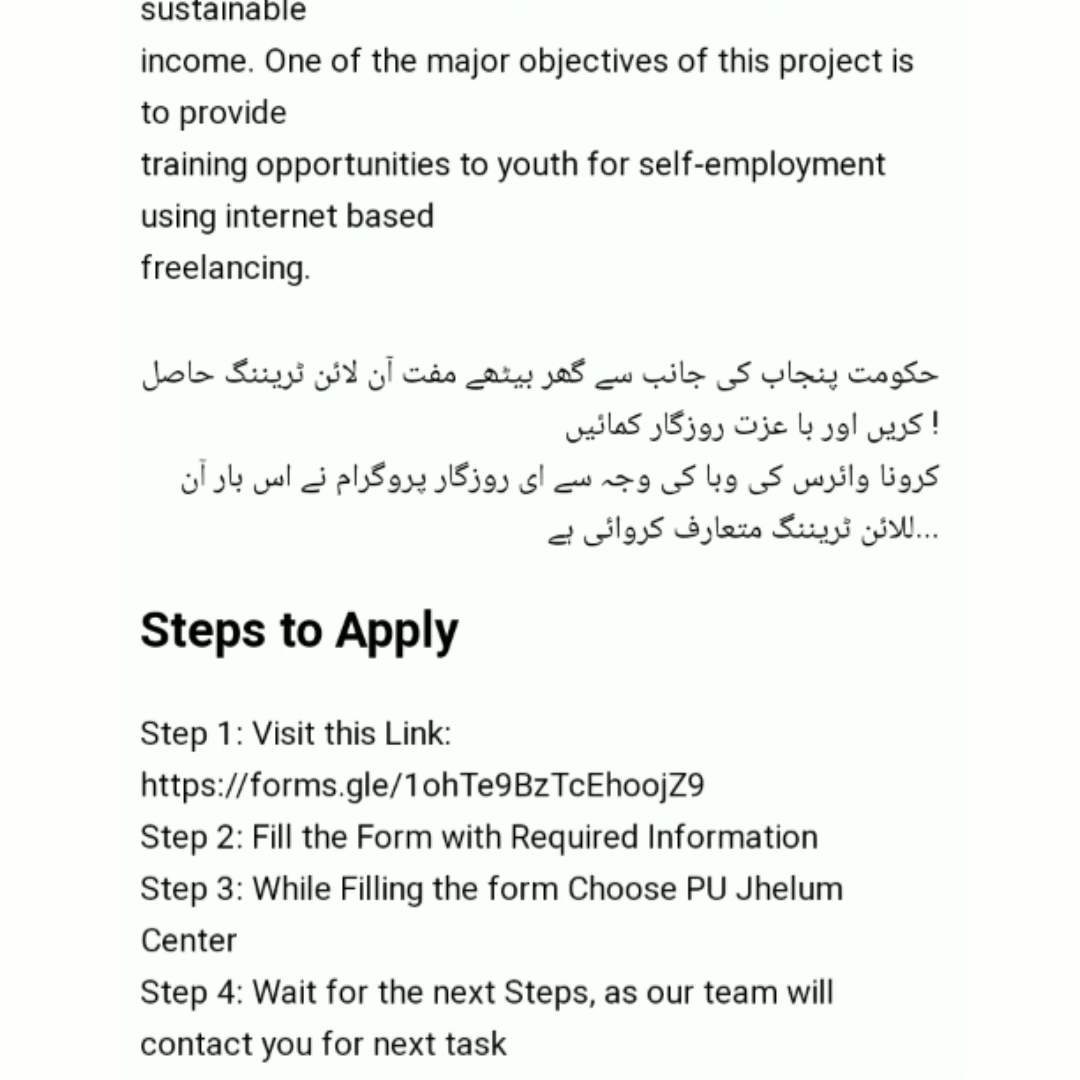 sustainable
income. One of the major objectives of this project is
to provide
training opportunities to youth for self-employment
using internet based
freelancing.
حکومت پنجاب کی جانب سے گھر بیٹھے مفت آن لائن ٹریننگ حاصل
! کریں اور با عزت روزگار کمائیں
کرونا وائرس کی وبا کی وجہ سے ای روزگار پروگرام نے اس بار آن
...للائن ٹریننگ متعارف کروائی ہے
Steps to Apply
Step 1: Visit this Link:
https://forms.gle/1ohTe9BzTcEhoojZ9
Step 2: Fill the Form with Required Information
Step 3: While Filling the form Choose PU Jhelum
Center
Step 4: Wait for the next Steps, as our team will
contact you for next task